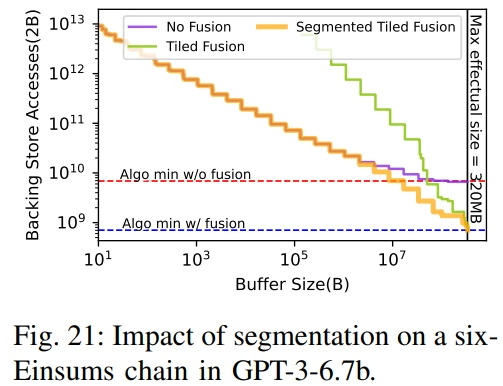 10^13
10^12
10^11
10^10
10^9
Backing Store Accesses(2B)
No Fusion
Tiled Fusion
Segmented Tiled Fusion
Max effectual size = 320MB
Algo min w/o fusion
Algo min w/ fusion
10^1
10^3
10^5
10^7
Buffer Size(B)
Fig. 21: Impact of segmentation on a six-
Einsums chain in GPT-3-6.7b.